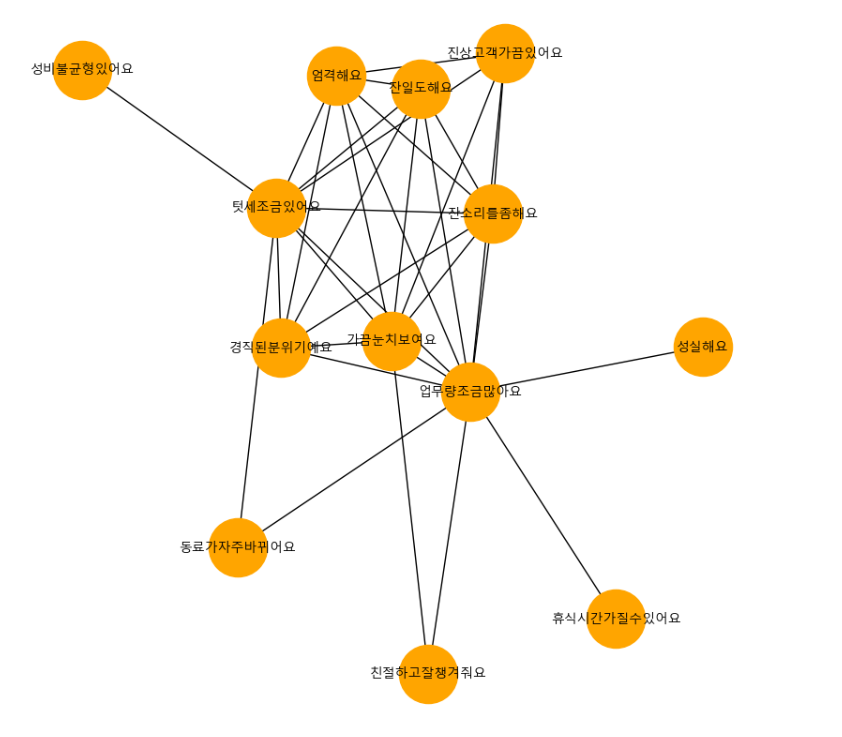 진상고객가끔있어요
성비불균형있어요
엄격해요
잔일도해요
텃세조금있어요
잔소리를좀해요
경직된분위기에요
가끔눈치보여요
성실해요
업무량조금많아요
동료가자주바뀌어요
휴식시간가질수있어요
친절하고잘챙겨줘요